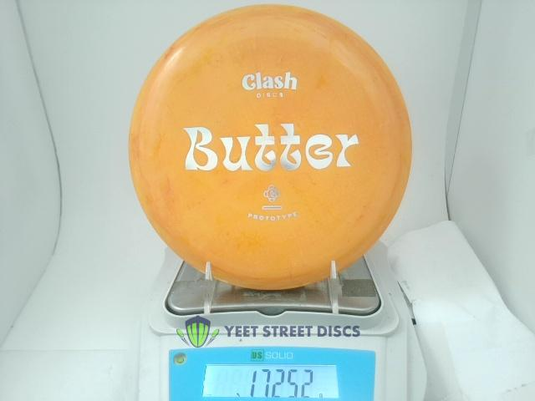 Clash
DISCS
Butter
PROTOTYPE
YEET STREET DISCS
US SOLID
172.52